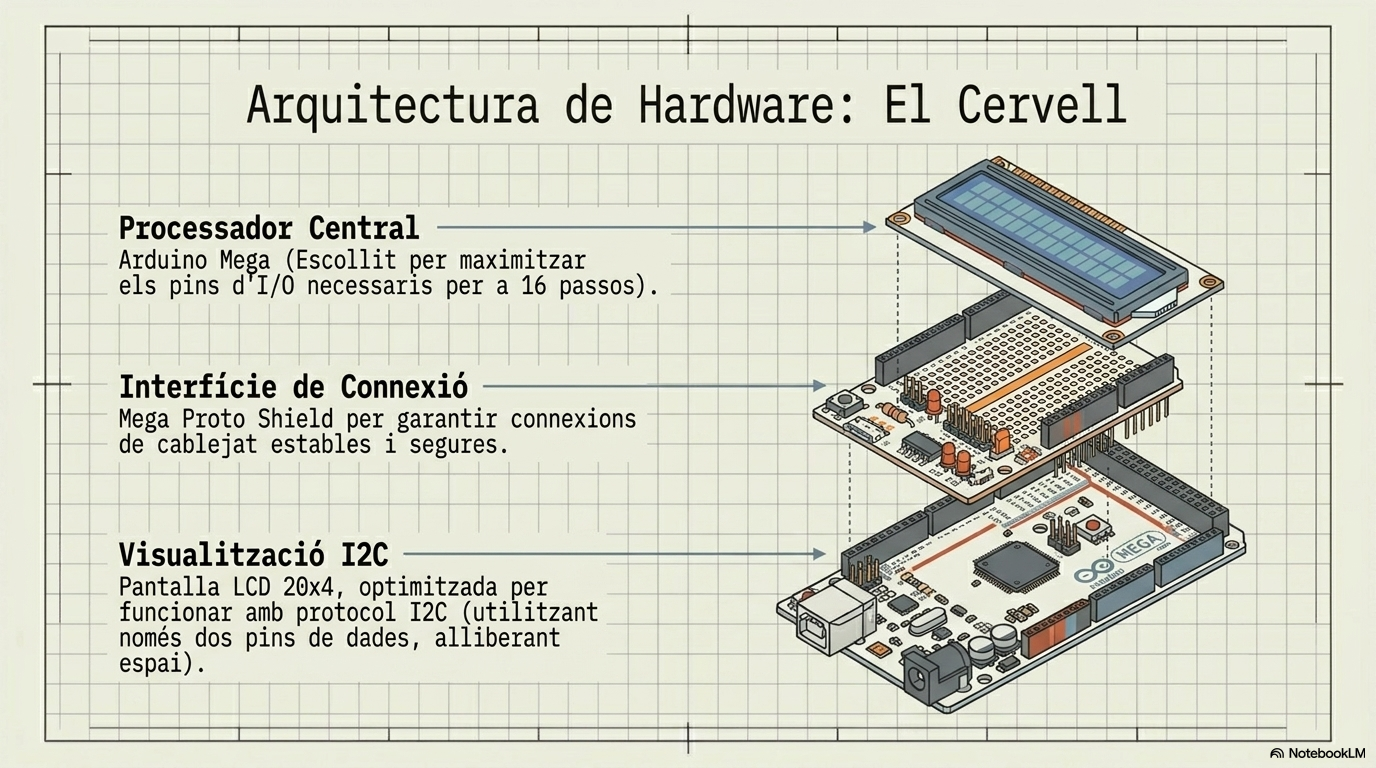 Arquitectura de Hardware: El Cervell
Processador Central
Arduino Mega (Escollit per maximitzar
els pins d'I/O necessaris per a 16 passos).
Interfície de Connexió
Mega Proto Shield per garantir connexions
de cablejat estables i segures.
Visualització I2C
Pantalla LCD 20x4, optimitzada per
funcionar amb protocol I2C (utilitzant
només dos pins de dades, alliberant
espai).
MEGA
NotebookLM